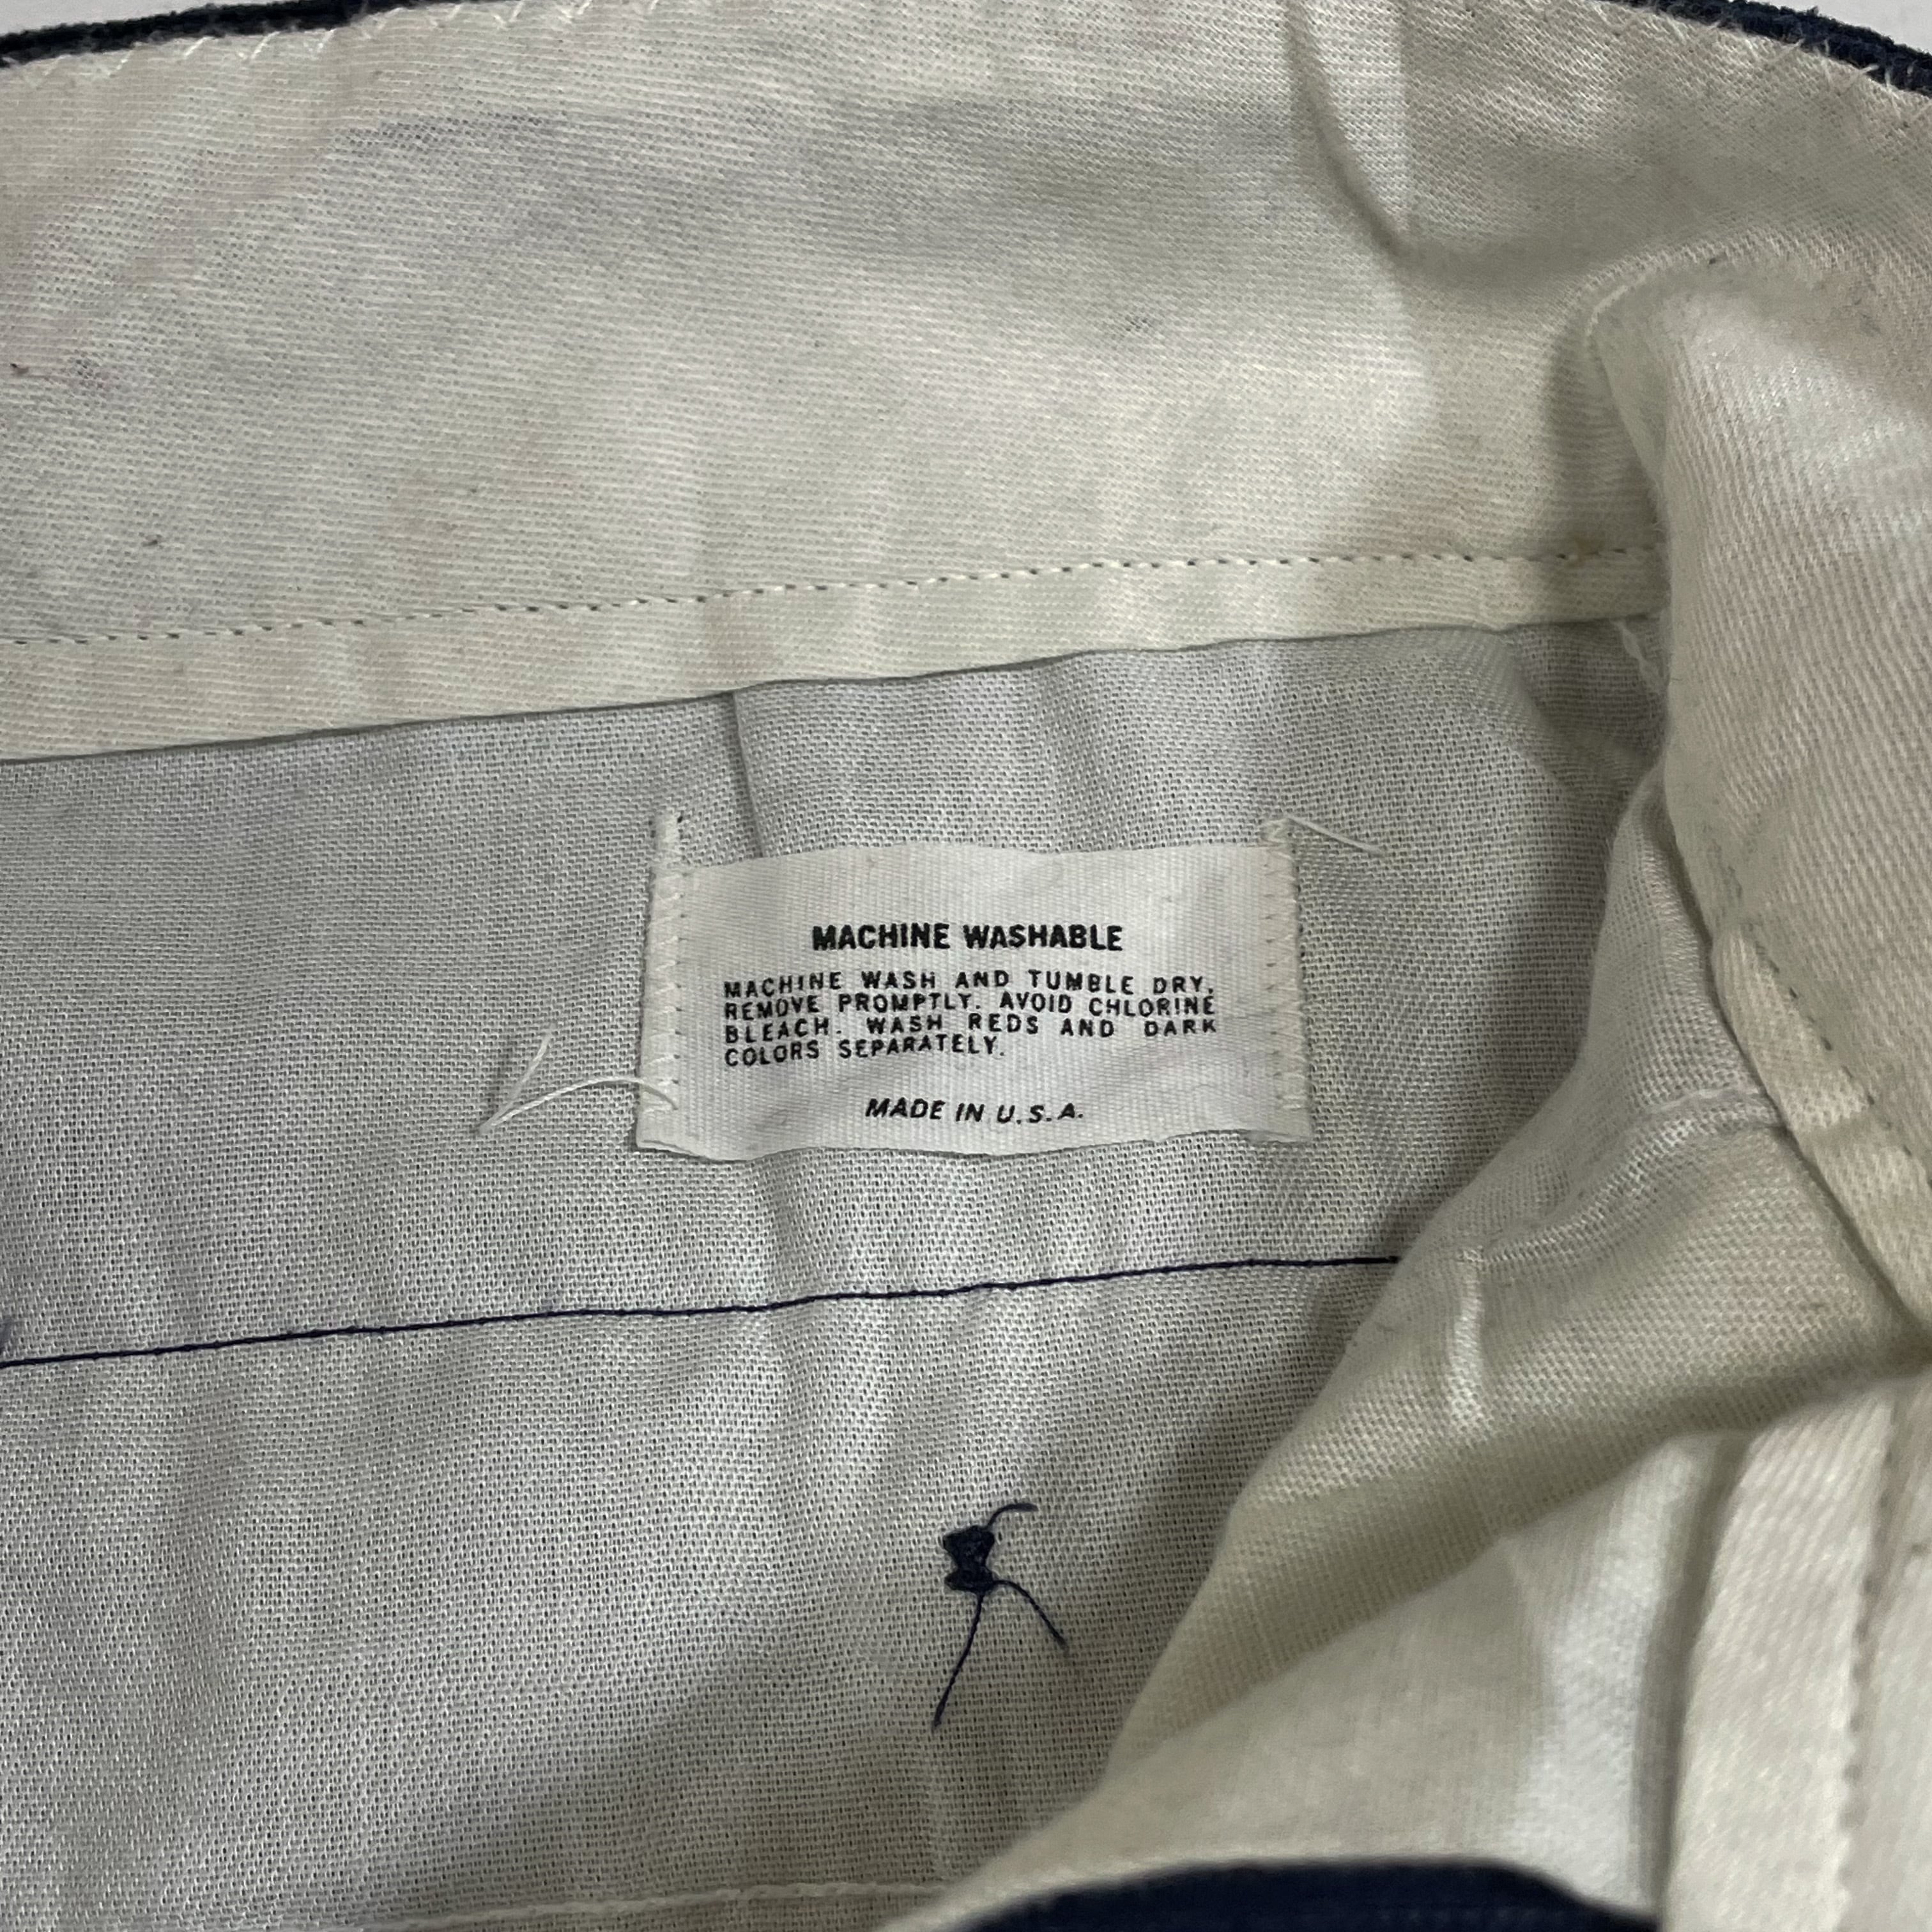 MACHINE WASHABLE
MACHINE WASH AND TUMBLE DRY.
REMOVE PROMPTLY. AVOID CHLORINE
BLEACH. WASH REDS AND DARK
COLORS SEPARATELY.
MADE IN U.S.A.